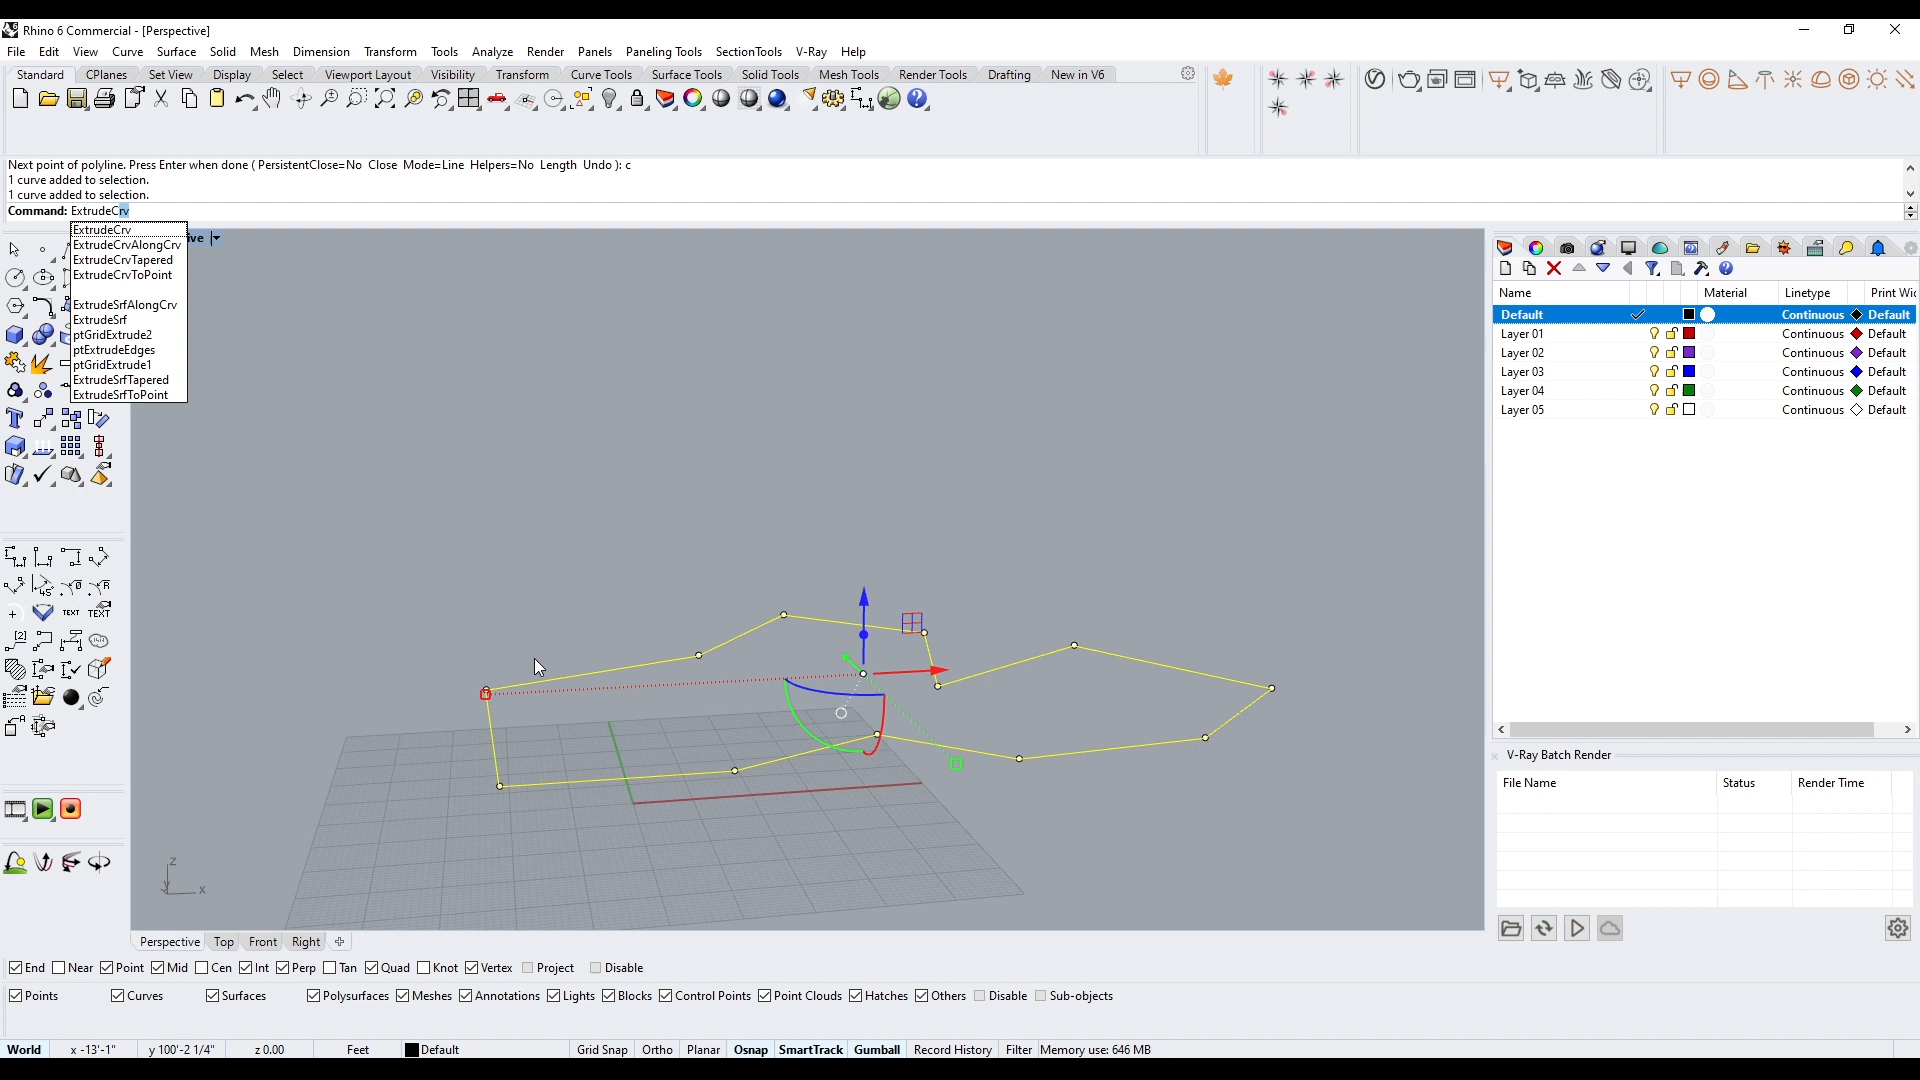 Rhino 6 Commercial - [Perspective]
File Edit View Curve Surface Solid Mesh Dimension Transform Tools Analyze Render Panels Paneling Tools SectionTools V-Ray Help
Standard CPlanes Set View Display Select Viewport Layout Visibility Transform Curve Tools Surface Tools Solid Tools Mesh Tools Render Tools Drafting New in V6
Next point of polyline. Press Enter when done ( PersistentClose=No Close Mode=Line Helpers=No Length Undo ): c
1 curve added to selection.
1 curve added to selection.
Command: ExtrudeCrv
ExtrudeCrv
ExtrudeCrvAlongCrv
ExtrudeCrvTapered
ExtrudeCrvToPoint
ExtrudeSrfAlongCrv
ExtrudeSrf
ptGridExtrude2
ptExtrudeEdges
ptGridExtrude1
ExtrudeSrfTapered
ExtrudeSrfToPoint
ive
Name Material Linetype Print Wic
Default Continuous Default
Layer 01 Continuous Default
Layer 02 Continuous Default
Layer 03 Continuous Default
Layer 04 Continuous Default
Layer 05 Continuous Default
TEXT TEXT
V-Ray Batch Render
File Name Status Render Time
z
y x
Perspective Top Front Right
End Near Point Mid Cen Int Perp Tan Quad Knot Vertex Project Disable
Points Curves Surfaces Polysurfaces Meshes Annotations Lights Blocks Control Points Point Clouds Hatches Others Disable Sub-objects
World x -13'-1" y 100'-2 1/4" z 0.00 Feet Default Grid Snap Ortho Planar Osnap SmartTrack Gumball Record History Filter Memory use: 646 MB